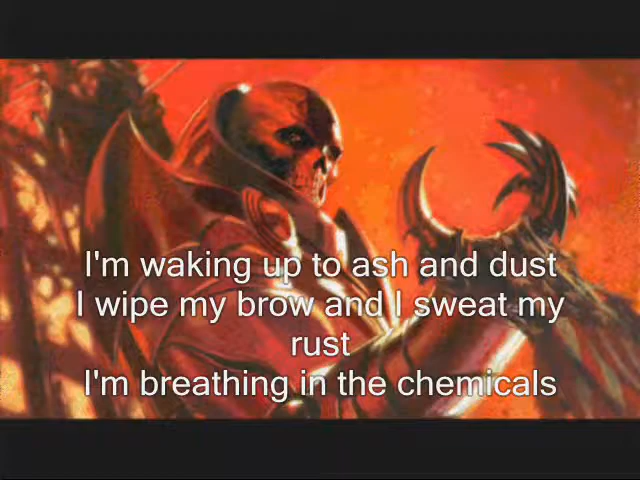 I'm waking up to ash and dust
I wipe my brow and I sweat my
rust
I'm breathing in the chemicals